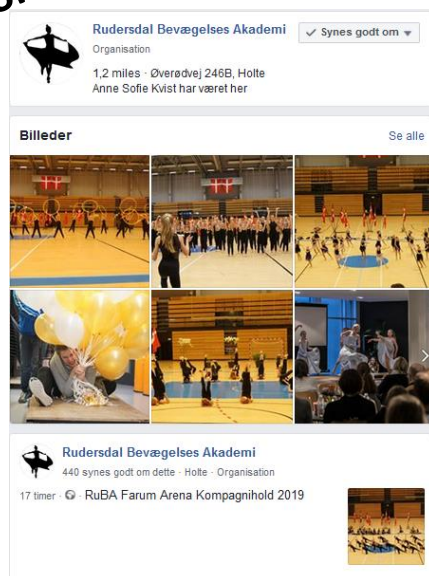 Rudersdal Bevægelses Akademi
✓ Synes godt om ▼
Organisation
1,2 miles · Øverødvej 246B, Holte
Anne Sofie Kvist har været her
Billeder
Se alle
Rudersdal Bevægelses Akademi
440 synes godt om dette · Holte · Organisation
17 timer · RuBA Farum Arena Kompagnihold 2019